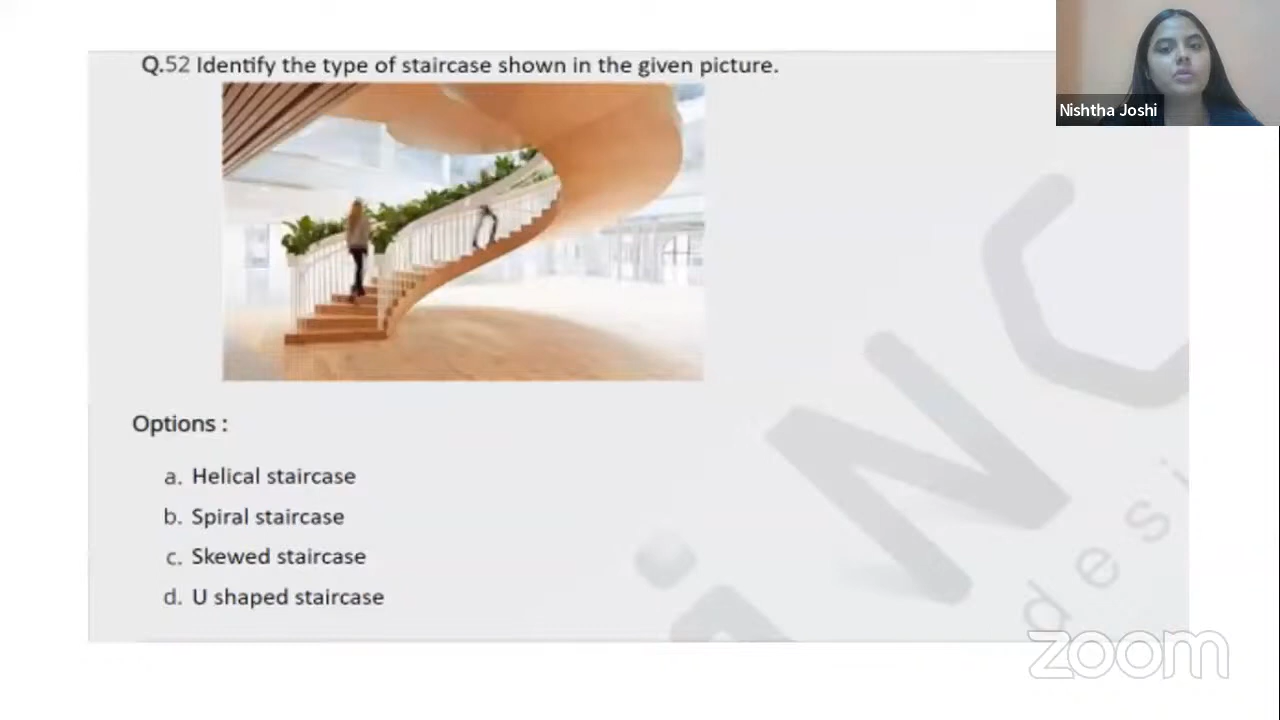 Q.52 Identify the type of staircase shown in the given picture.
Nishtha Joshi
Options :
a. Helical staircase
b. Spiral staircase
c. Skewed staircase
d. U shaped staircase
desi
zoom